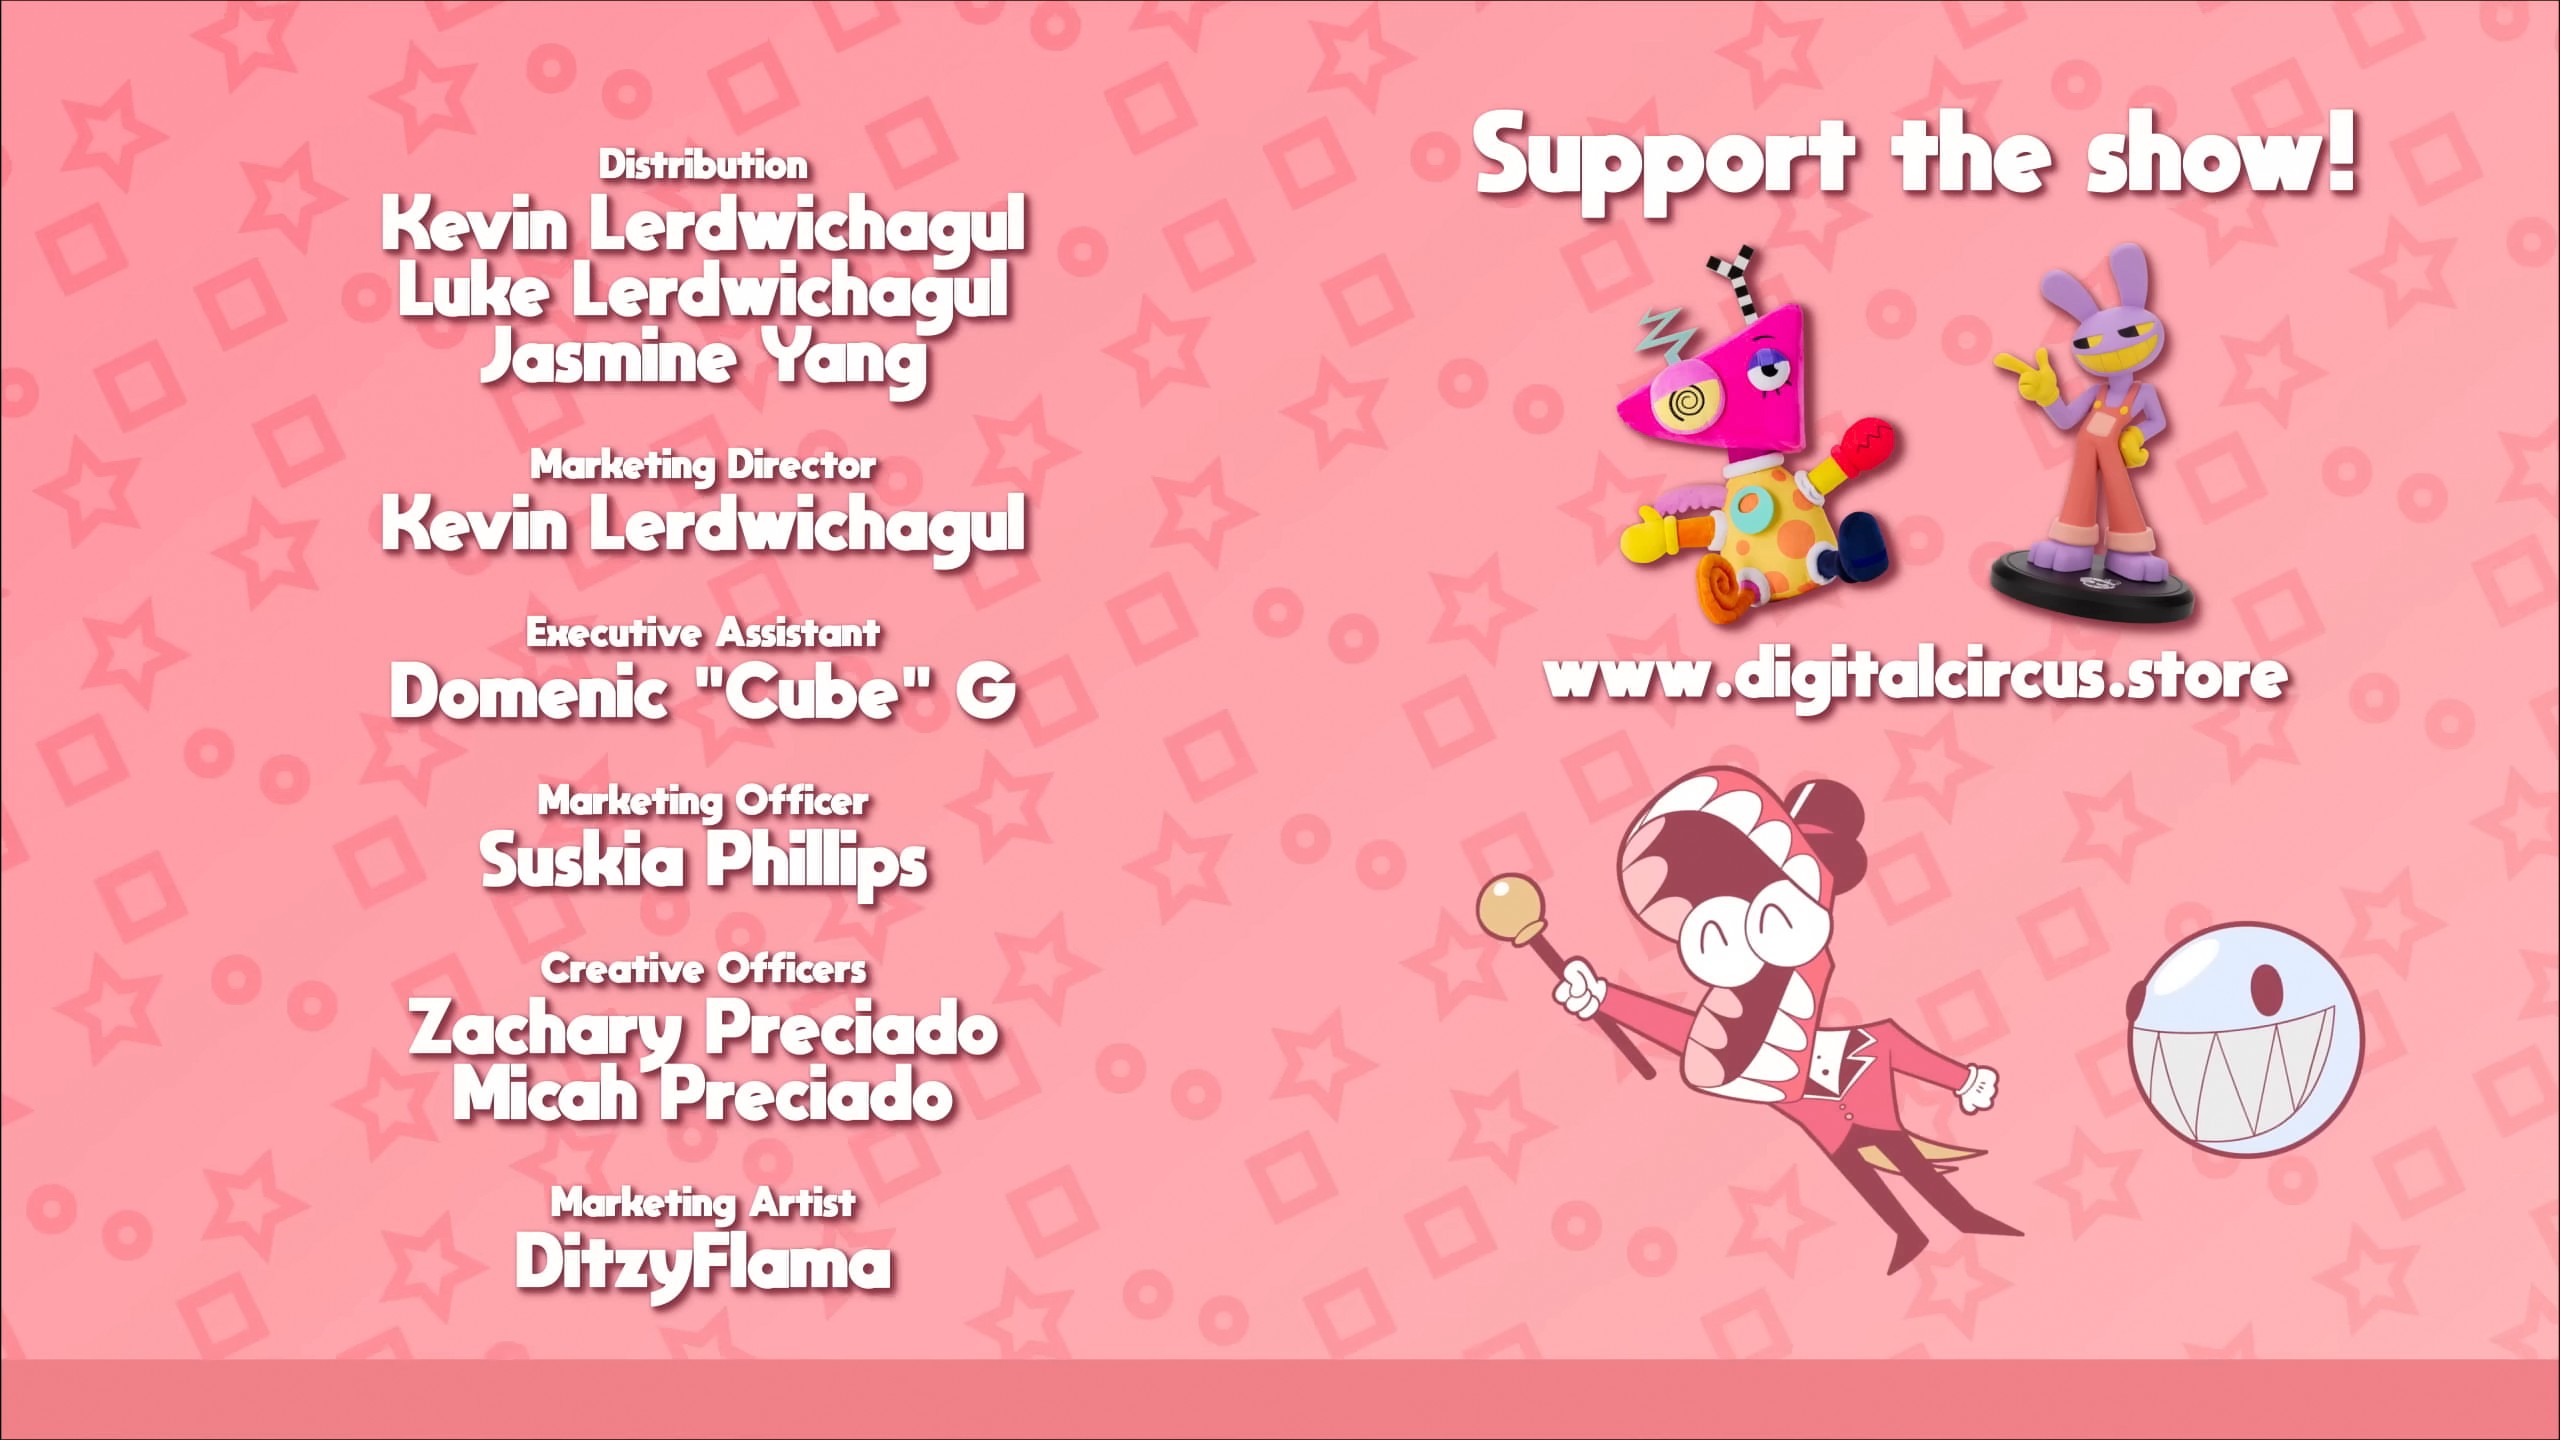 Distribution
Kevin Lerdwichagul
Luke Lerdwichagul
Jasmine Yang
Marketing Director
Kevin Lerdwichagul
Executive Assistant
Domenic "Cube" G
Marketing Officer
Suskia Phillips
Creative Officers
Zachary Preciado
Micah Preciado
Marketing Artist
DitzyFlama
Support the show!
www.digitalcircus.store